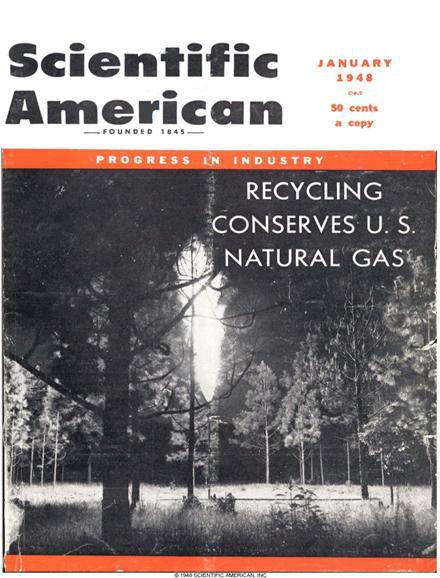 Scientific
American
FOUNDED 1845
JANUARY
1948
50 cents
a copy
PROGRESS IN INDUSTRY
RECYCLING
CONSERVES U. S.
NATURAL GAS
© 1948 SCIENTIFIC AMERICAN, INC